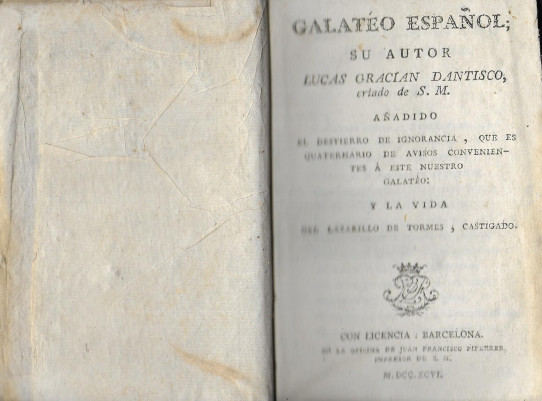 GALATÉO ESPAÑOL;
SU AUTOR
LUCAS GRACIAN DANTISCO,
criado de S. M.
AÑADIDO
EL DESTIERRO DE IGNORANCIA, QUE ES
QUATERNARIO DE AVISOS CONVENIEN-
TES Á ESTE NUESTRO
GALATÉO:
Y LA VIDA
DEL LAZARILLO DE TORMES, CASTIGADO.
CON LICENCIA: BARCELONA.
EN LA OFICINA DE JUAN FRANCISCO PIFERRER,
IMPRESOR DE S. M.
M.DCC.XCVI.